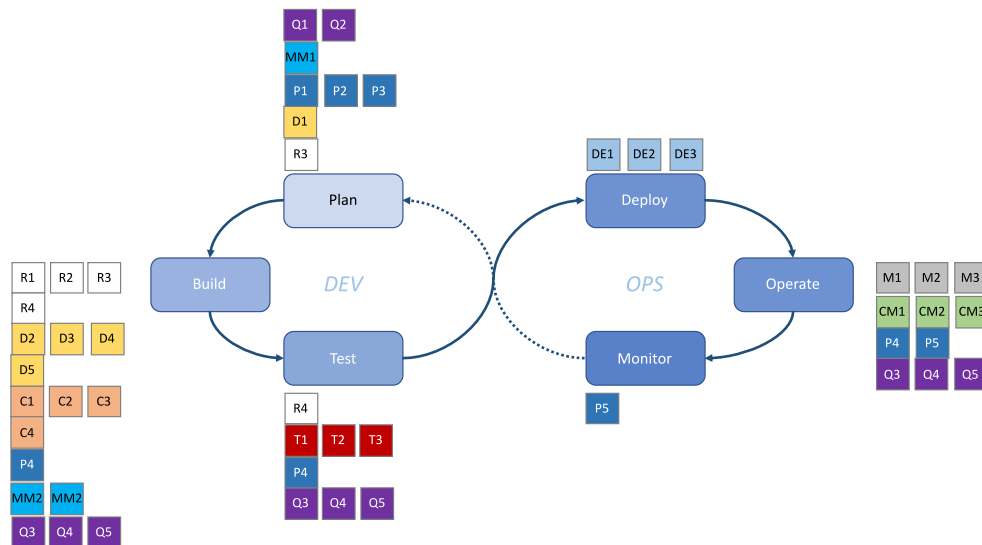 Q1 Q2
MM1
P1 P2 P3
D1
R3
Plan
DE1 DE2 DE3
Deploy
R1 R2 R3
R4
D2 D3 D4
D5
C1 C2 C3
C4
P4
MM2 MM2
Q3 Q4 Q5
Build
DEV
OPS
Operate
M1 M2 M3
CM1 CM2 CM3
P4 P5
Q3 Q4 Q5
Test
R4
T1 T2 T3
P4
Q3 Q4 Q5
Monitor
P5